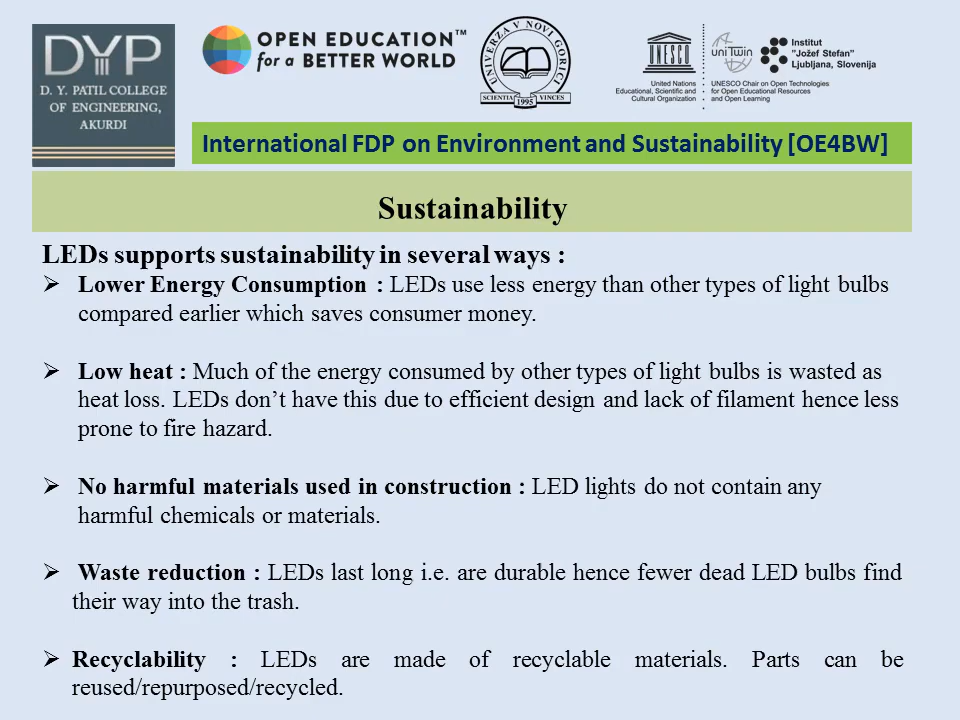 DYP
D. Y. PATIL COLLEGE
OF ENGINEERING,
AKURDI
OPEN EDUCATION™
for a BETTER WORLD
UNIVERZA V NOVI GORICI
SCIENTIA VINCES
1995
UNESCO
United Nations
Educational, Scientific and
Cultural Organization
uniTwin
Institut
"Jožef Stefan"
Ljubljana, Slovenija
UNESCO Chair on Open Technologies
for Open Educational Resources
and Open Learning
International FDP on Environment and Sustainability [OE4BW]
Sustainability
LEDs supports sustainability in several ways :
➢ Lower Energy Consumption : LEDs use less energy than other types of light bulbs
compared earlier which saves consumer money.
➢ Low heat : Much of the energy consumed by other types of light bulbs is wasted as
heat loss. LEDs don’t have this due to efficient design and lack of filament hence less
prone to fire hazard.
➢ No harmful materials used in construction : LED lights do not contain any
harmful chemicals or materials.
➢ Waste reduction : LEDs last long i.e. are durable hence fewer dead LED bulbs find
their way into the trash.
➢ Recyclability : LEDs are made of recyclable materials. Parts can be
reused/repurposed/recycled.